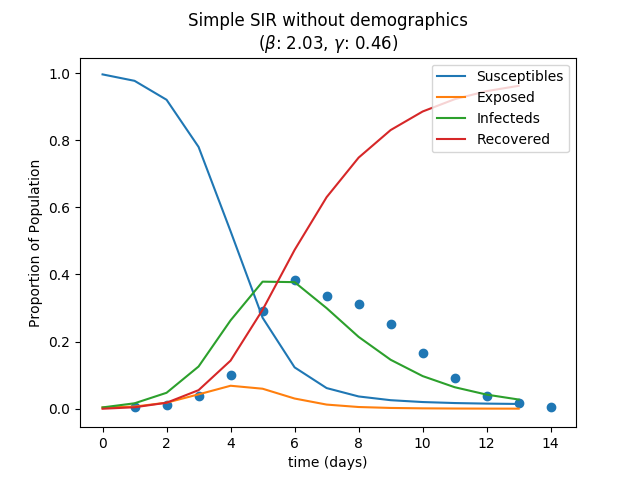 Simple SIR without demographics
(β: 2.03, γ: 0.46)
Susceptibles
Exposed
Infecteds
Recovered
Proportion of Population
1.0
0.8
0.6
0.4
0.2
0.0
0 2 4 6 8 10 12 14
time (days)